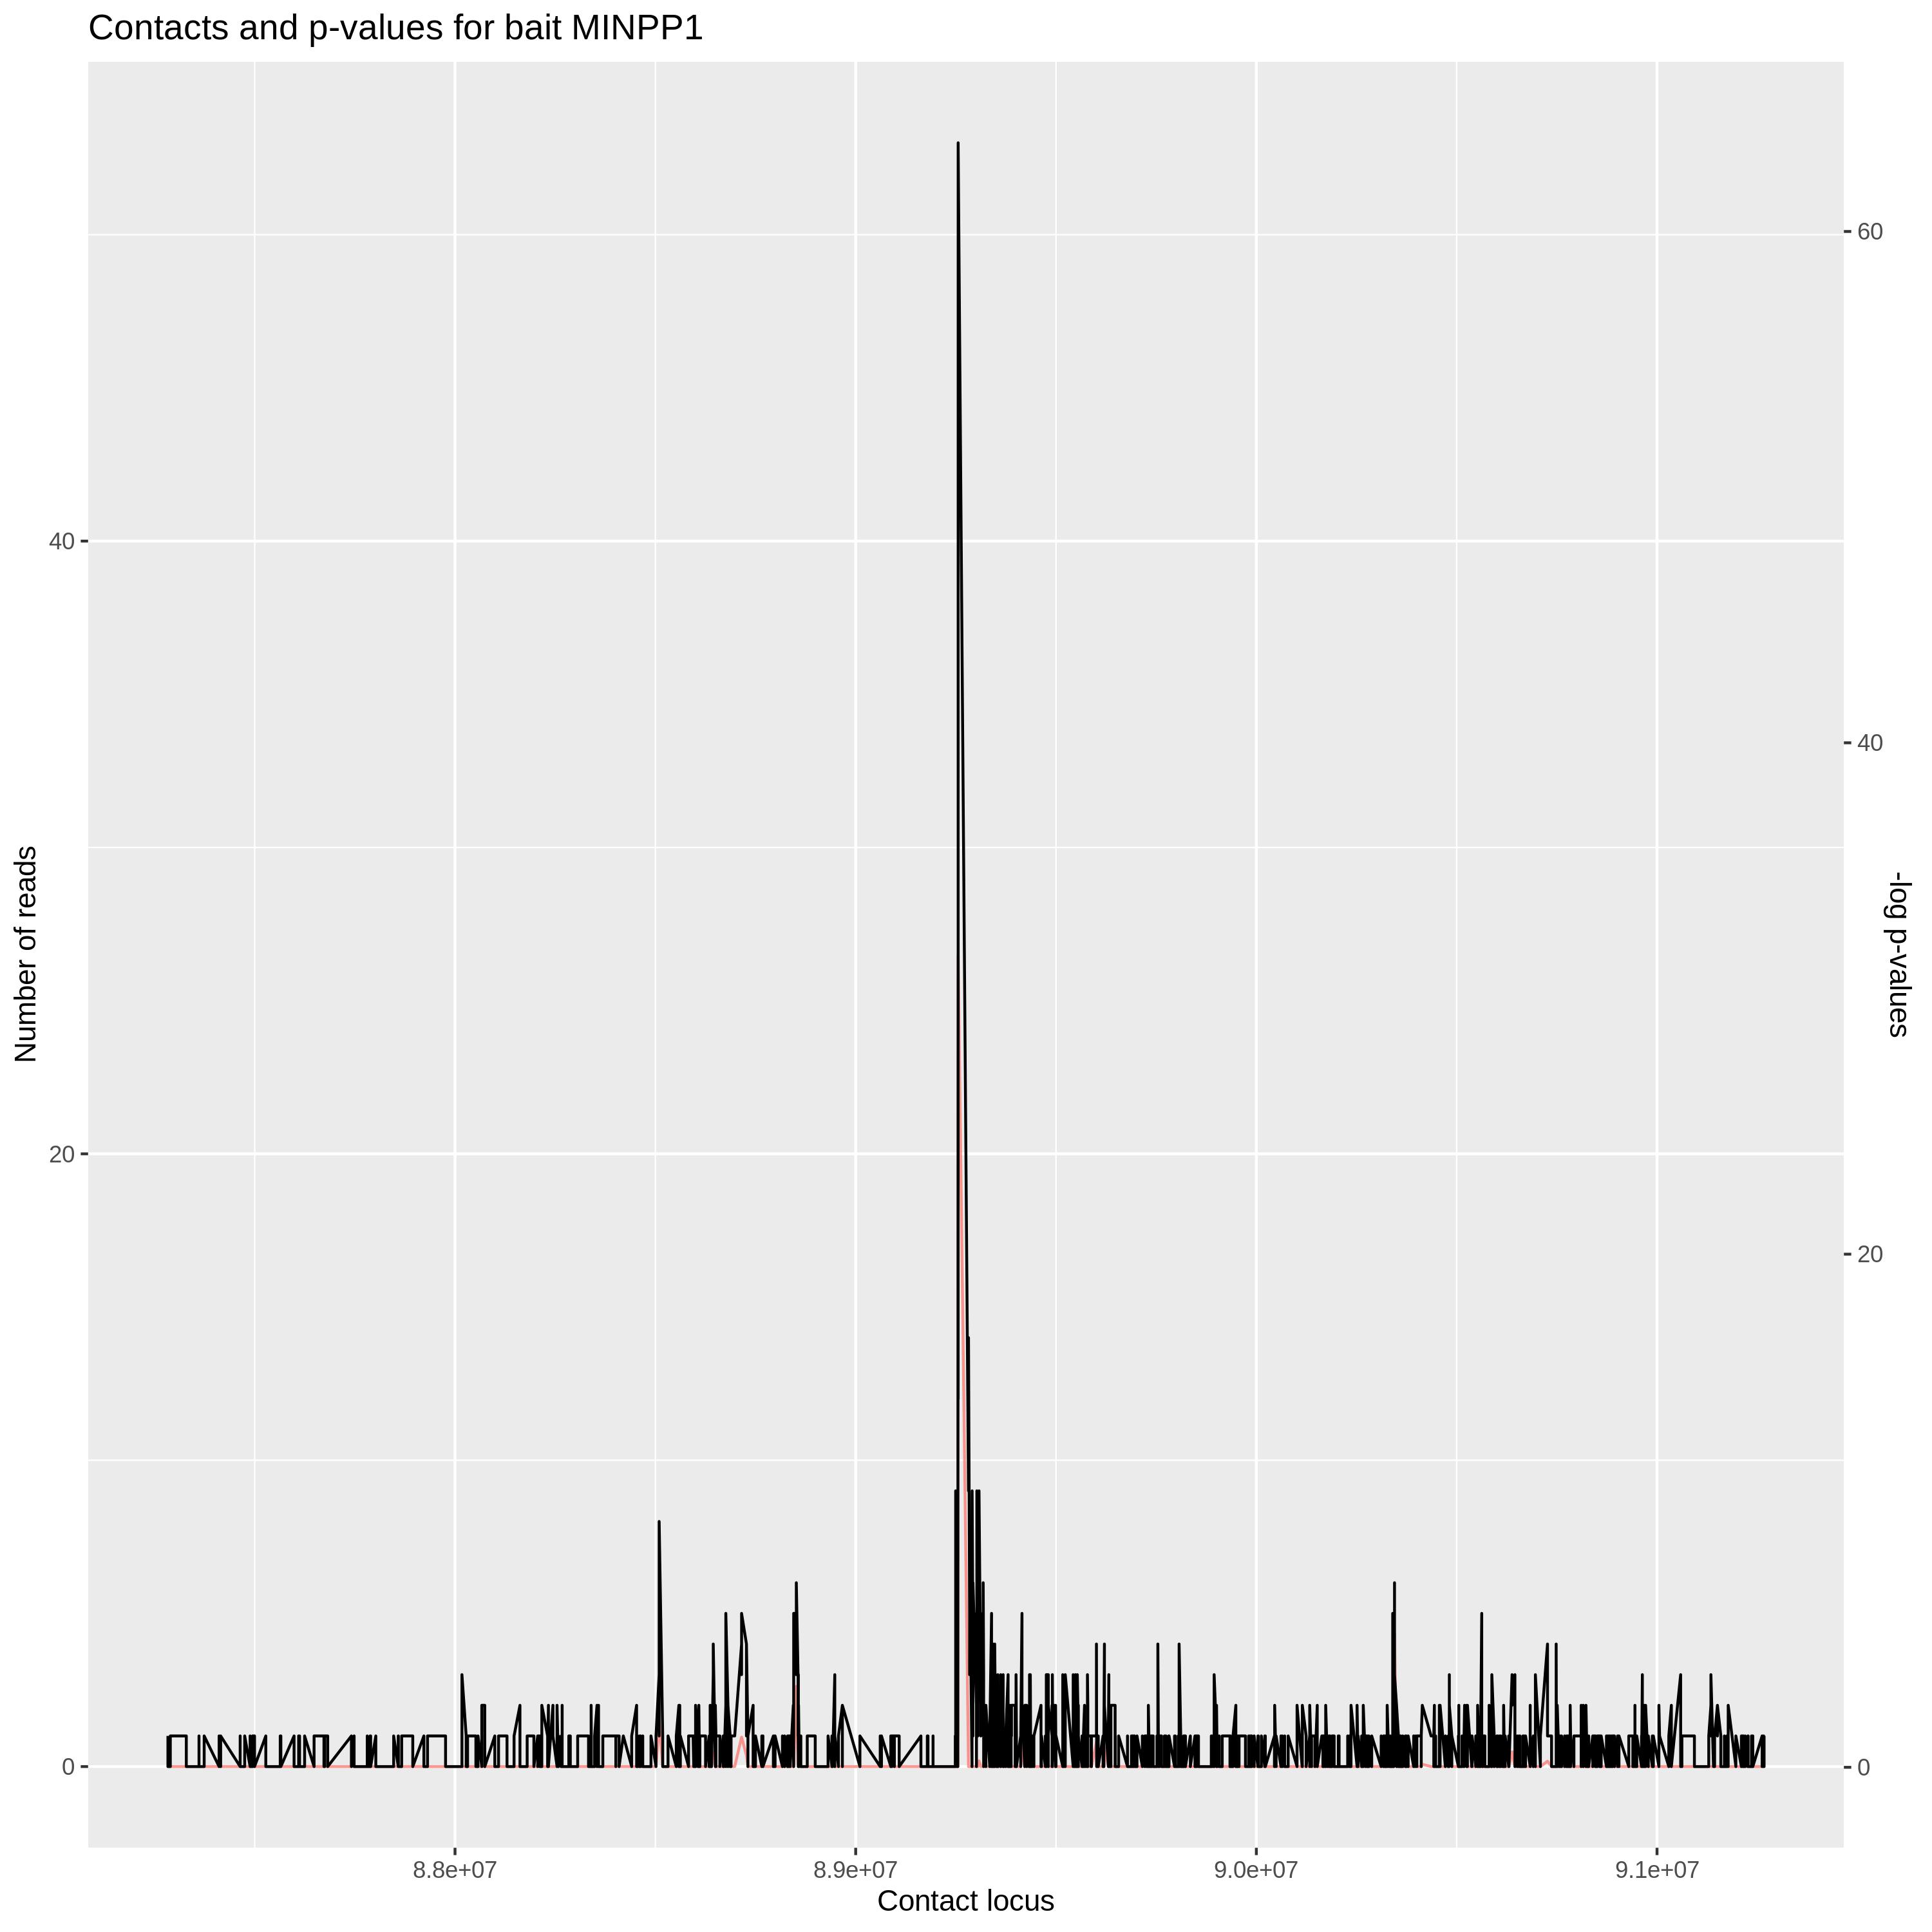 Contacts and p-values for bait MINPP1
60
40
40
Number of reads
-log p-values
20
20
0
0
8.8e+07
8.9e+07
9.0e+07
9.1e+07
Contact locus